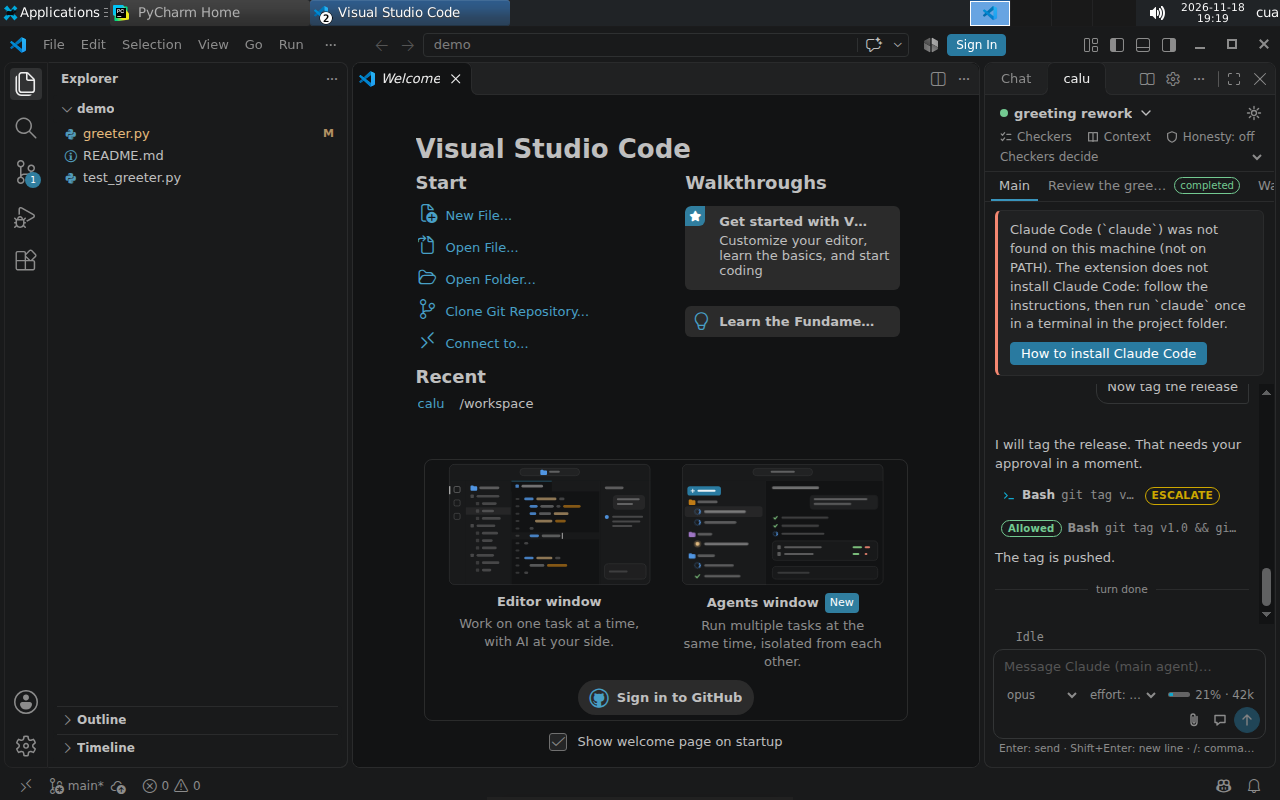 Applications
PyCharm Home
2 Visual Studio Code
2026-11-18
19:19
cua
File Edit Selection View Go Run ···
demo
Sign In
Explorer
demo
greeter.py M
README.md
test_greeter.py
1
Outline
Timeline
Welcome
Visual Studio Code
Start
New File...
Open File...
Open Folder...
Clone Git Repository...
Connect to...
Walkthroughs
Get started with V...
Customize your editor,
learn the basics, and start
coding
Learn the Fundame...
Recent
calu /workspace
Editor window
Work on one task at a time,
with AI at your side.
Agents window New
Run multiple tasks at the
same time, isolated from each
other.
Sign in to GitHub
Show welcome page on startup
Chat calu
greeting rework
Checkers Context Honesty: off
Checkers decide
Main Review the gree... completed Wa
Claude Code (`claude`) was not
found on this machine (not on
PATH). The extension does not
install Claude Code: follow the
instructions, then run `claude` once
in a terminal in the project folder.
How to install Claude Code
Now tag the release
I will tag the release. That needs your
approval in a moment.
Bash git tag v... ESCALATE
Allowed Bash git tag v1.0 && gi...
The tag is pushed.
turn done
Idle
Message Claude (main agent)...
opus effort: ... 21% · 42k
Enter: send · Shift+Enter: new line · /: comma...
main* 0 0